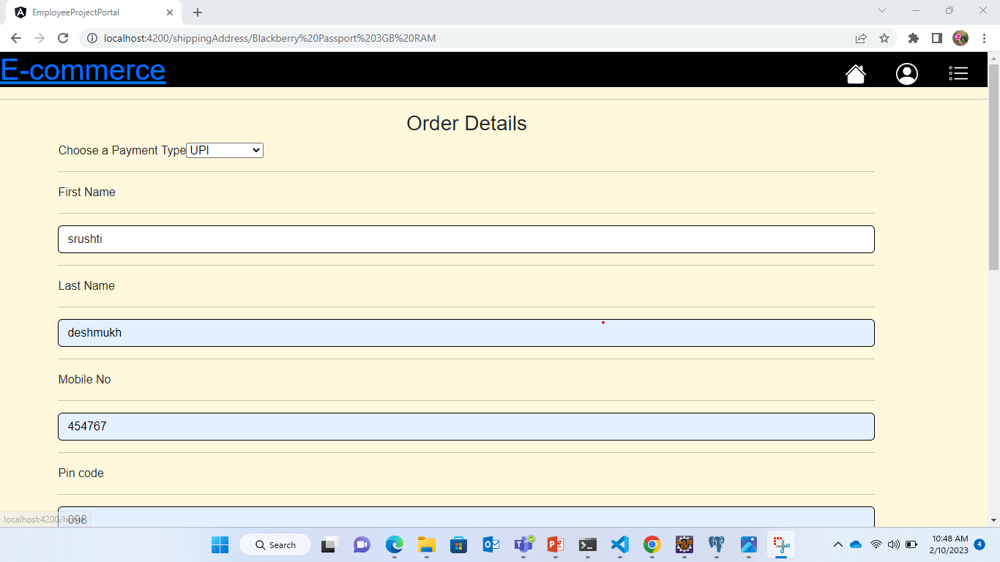 EmployeeProjectPortal
localhost:4200/shippingAddress/Blackberry%20Passport%203GB%20RAM
E-commerce
Order Details
Choose a Payment Type UPI
First Name
srushti
Last Name
deshmukh
Mobile No
454767
Pin code
098
localhost:4200/home
Search
10:48 AM
2/10/2023
4